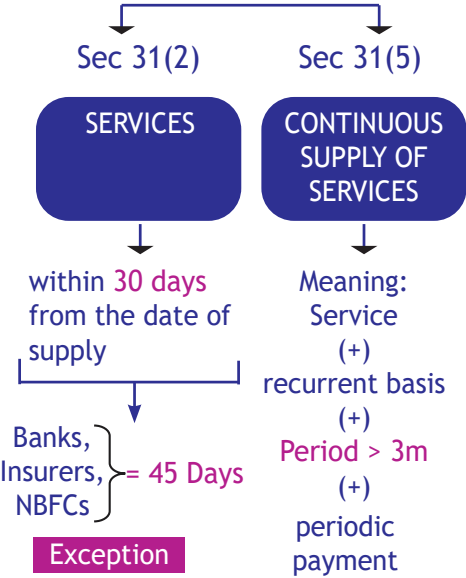 Sec 31(2)
SERVICES
within 30 days
from the date of
supply
Banks,
Insurers,
NBFCs
= 45 Days
Exception
Sec 31(5)
CONTINUOUS
SUPPLY OF
SERVICES
Meaning:
Service
(+)
recurrent basis
(+)
Period > 3m
(+)
periodic
payment